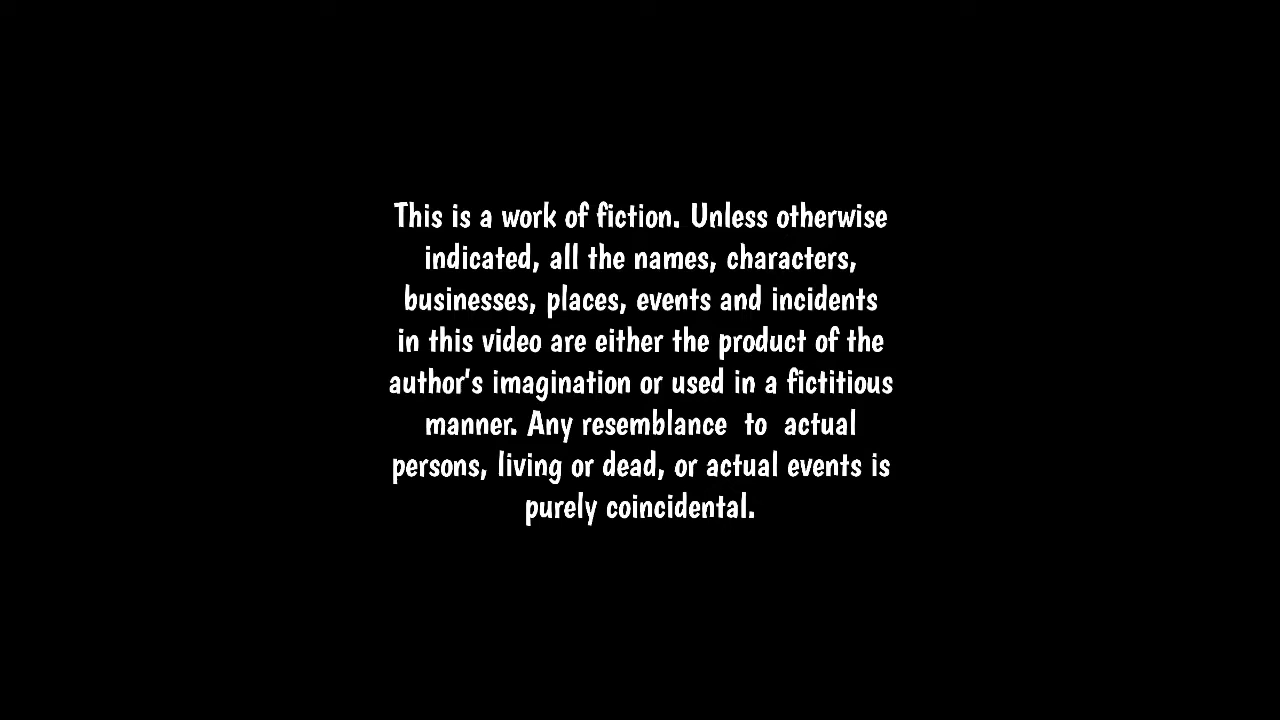 This is a work of fiction. Unless otherwise
indicated, all the names, characters,
businesses, places, events and incidents
in this video are either the product of the
author's imagination or used in a fictitious
manner. Any resemblance  to  actual
persons, living or dead, or actual events is
purely coincidental.